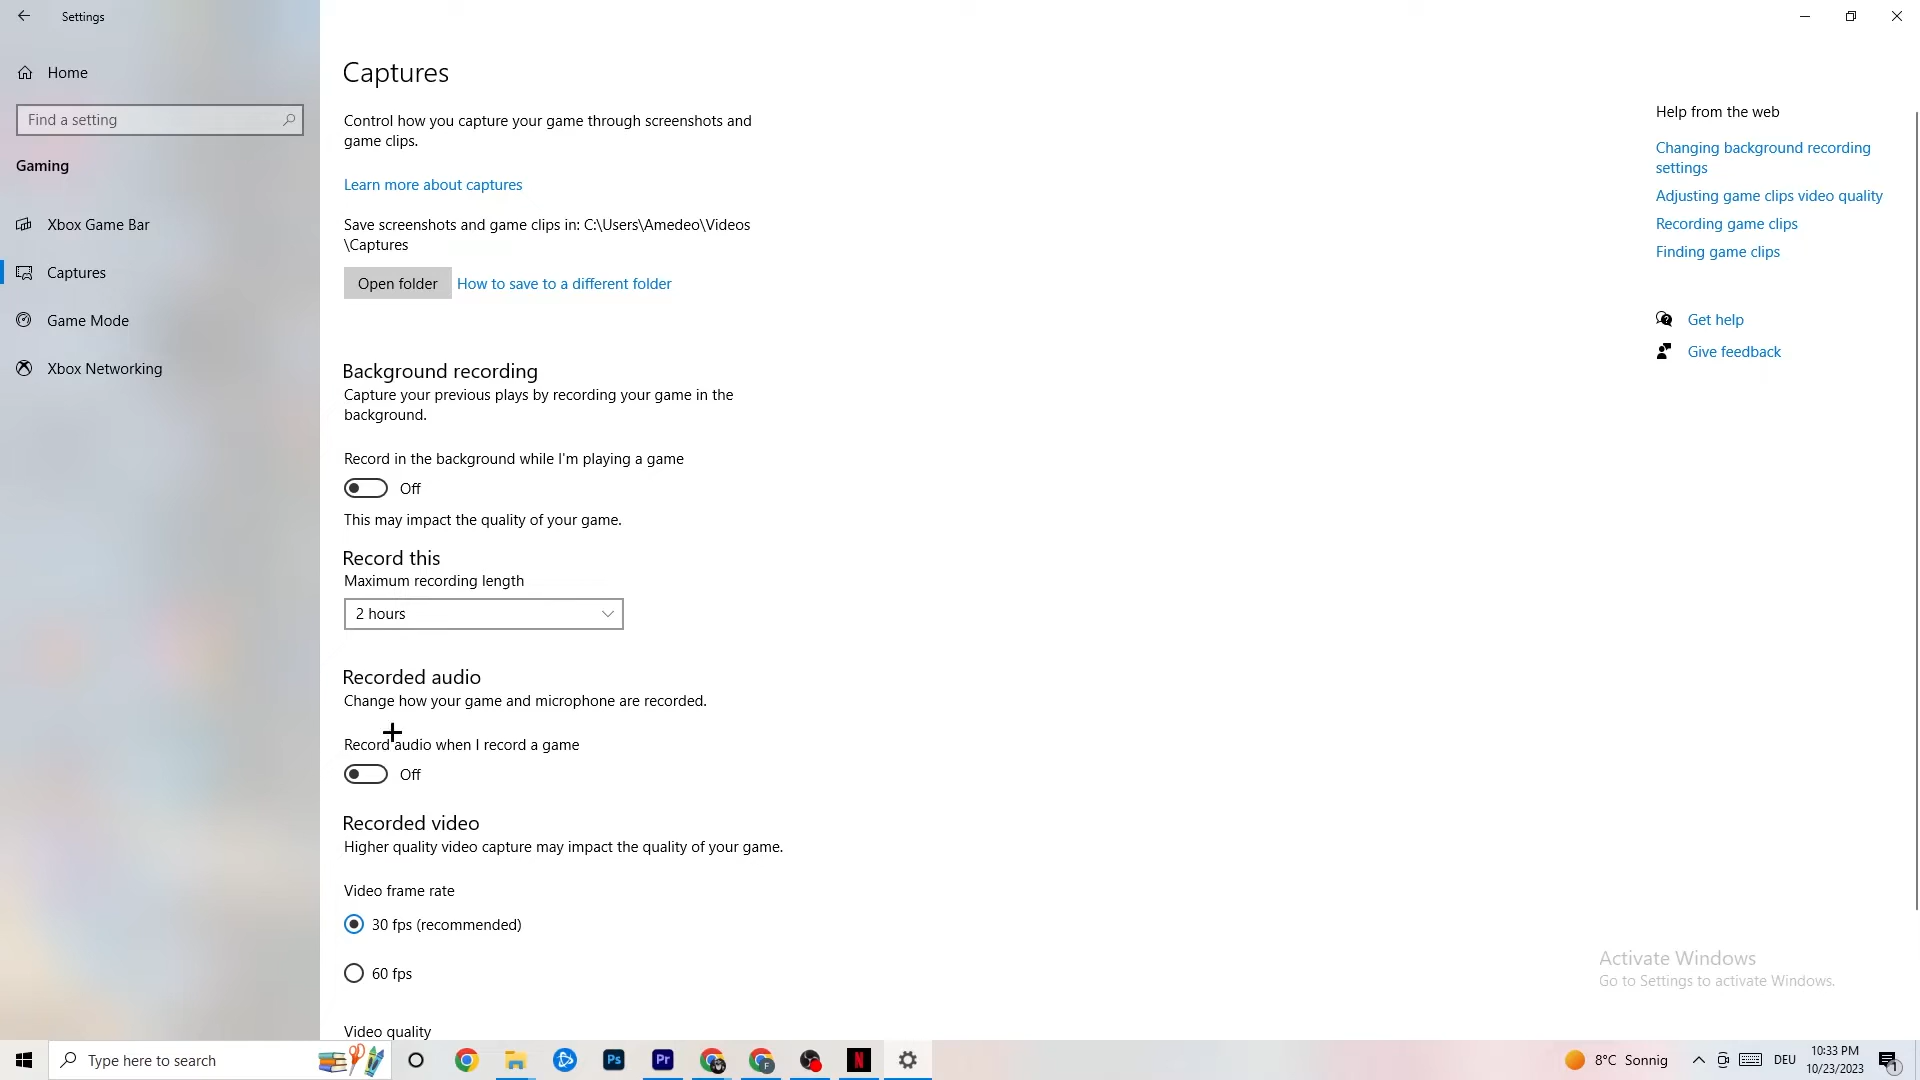 Settings
Home
Find a setting
Gaming
Xbox Game Bar
Captures
Game Mode
Xbox Networking
Captures
Control how you capture your game through screenshots and
game clips.
Learn more about captures
Save screenshots and game clips in: C:\Users\Amedeo\Videos
\Captures
Open folder
How to save to a different folder
Background recording
Capture your previous plays by recording your game in the
background.
Record in the background while I'm playing a game
Off
This may impact the quality of your game.
Record this
Maximum recording length
2 hours
Recorded audio
Change how your game and microphone are recorded.
Record audio when I record a game
Off
Recorded video
Higher quality video capture may impact the quality of your game.
Video frame rate
30 fps (recommended)
60 fps
Video quality
Help from the web
Changing background recording
settings
Adjusting game clips video quality
Recording game clips
Finding game clips
Get help
Give feedback
Activate Windows
Go to Settings to activate Windows.
Type here to search
Ps
Pr
F
N
8°C Sonnig
DEU
10:33 PM
10/23/2023
1